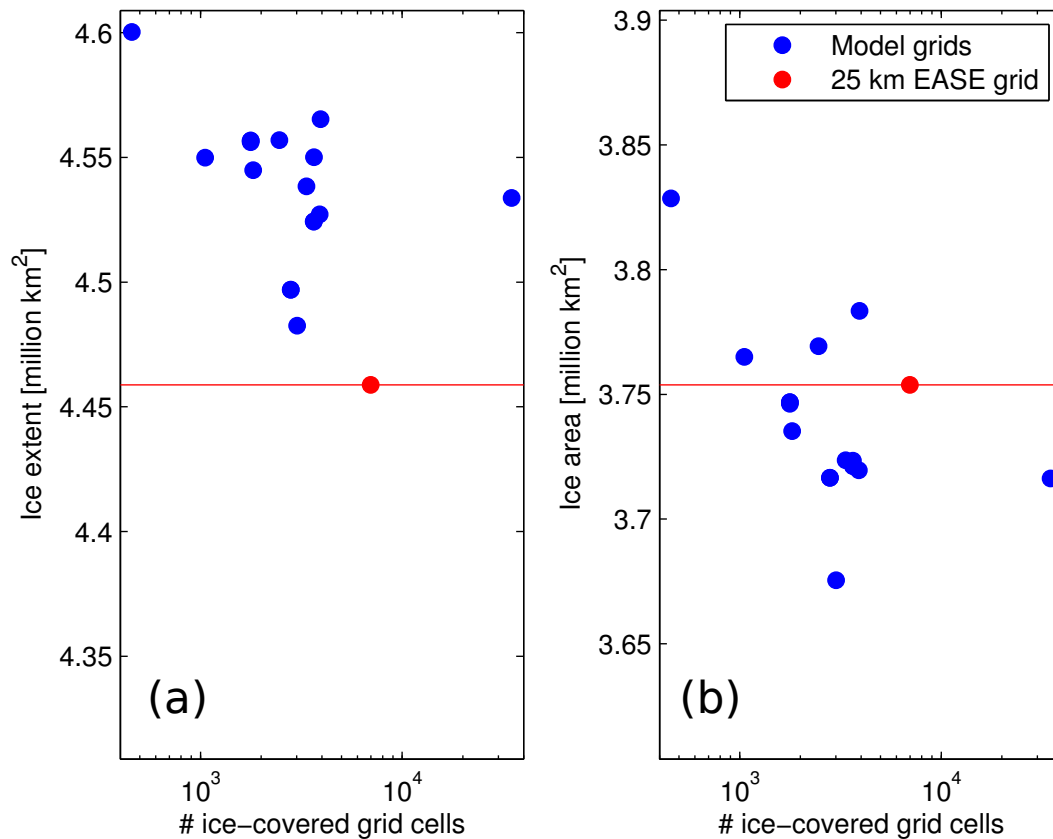 4.6
4.55
4.5
4.45
4.4
4.35
Ice extent [million km²]
(a)
10³
10⁴
# ice−covered grid cells
3.9
3.85
3.8
3.75
3.7
3.65
Ice area [million km²]
Model grids
25 km EASE grid
(b)
10³
10⁴
# ice−covered grid cells